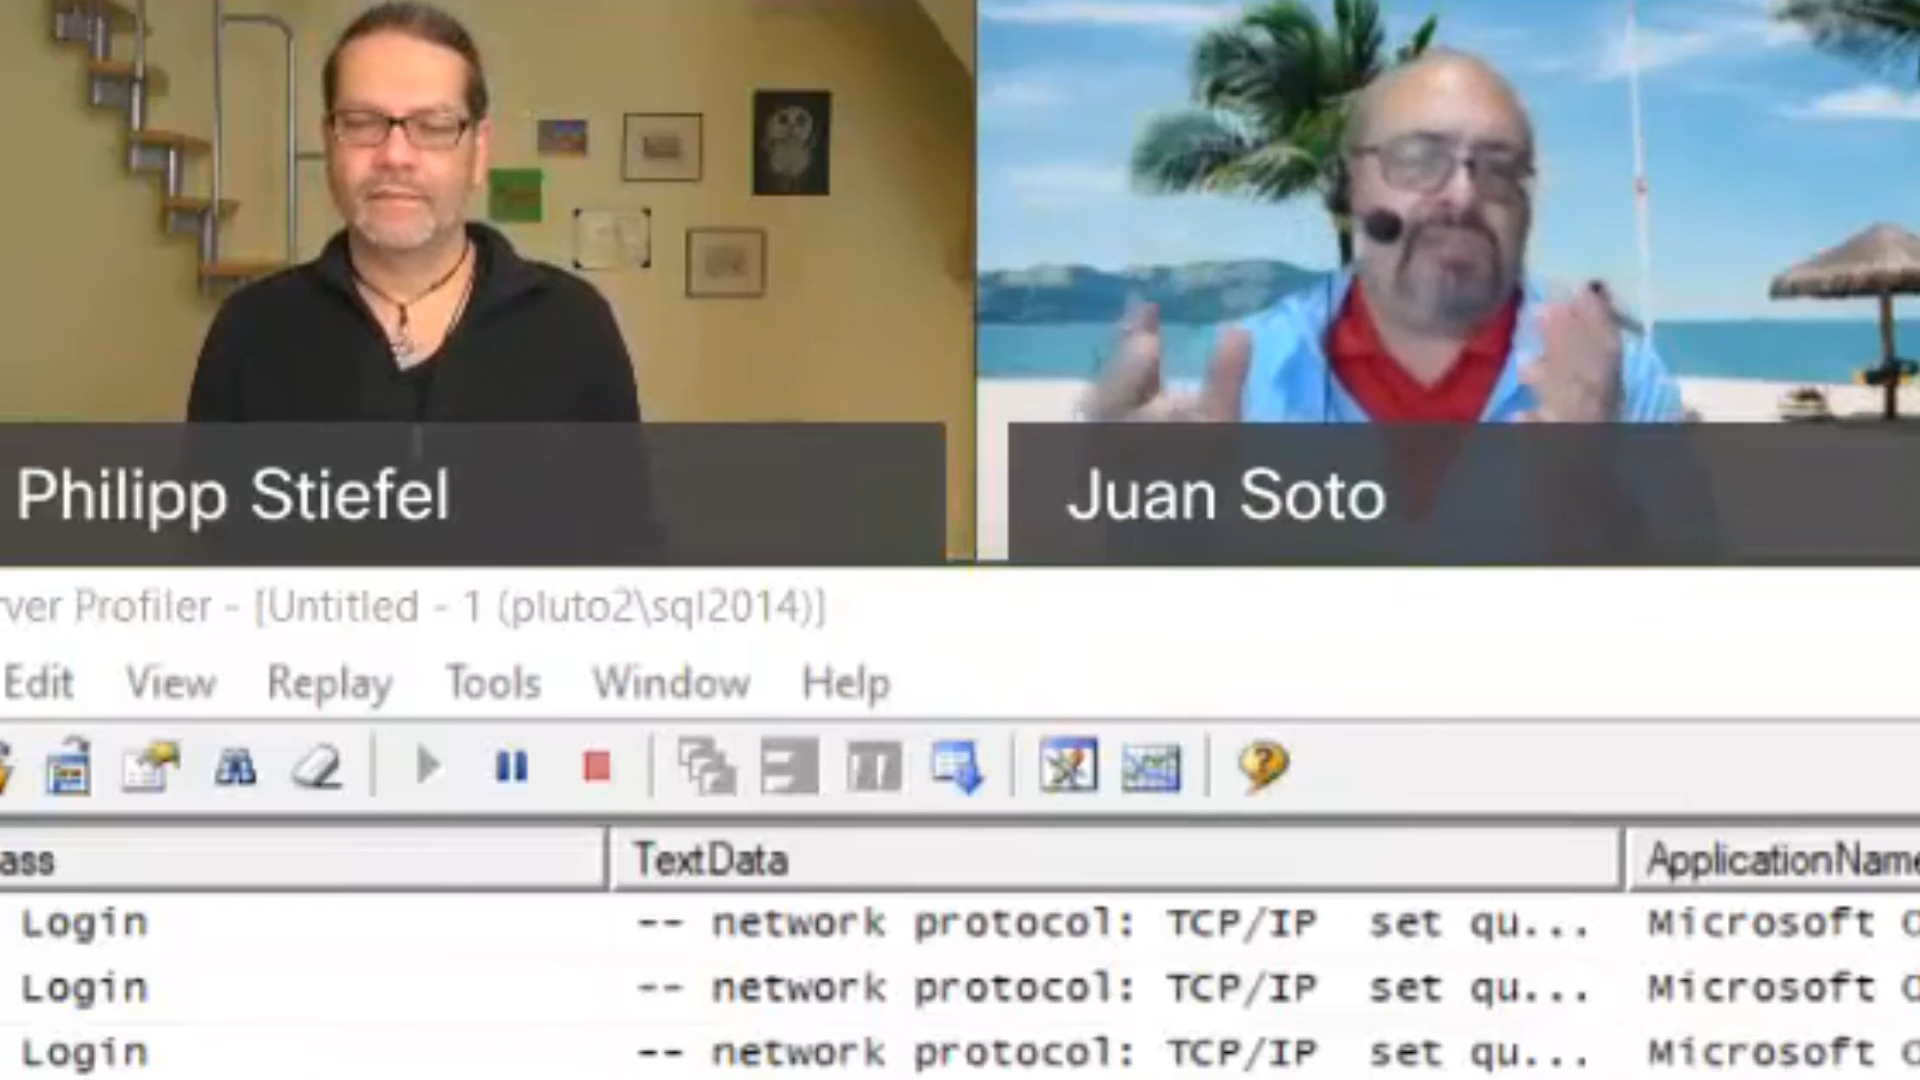 Philipp Stiefel
Juan Soto
ver Profiler - [Untitled - 1 (pluto2\sql2014)]
Edit View Replay Tools Window Help
ass TextData ApplicationName
Login -- network protocol: TCP/IP set qu... Microsoft
Login -- network protocol: TCP/IP set qu... Microsoft
Login -- network protocol: TCP/IP set qu... Microsoft